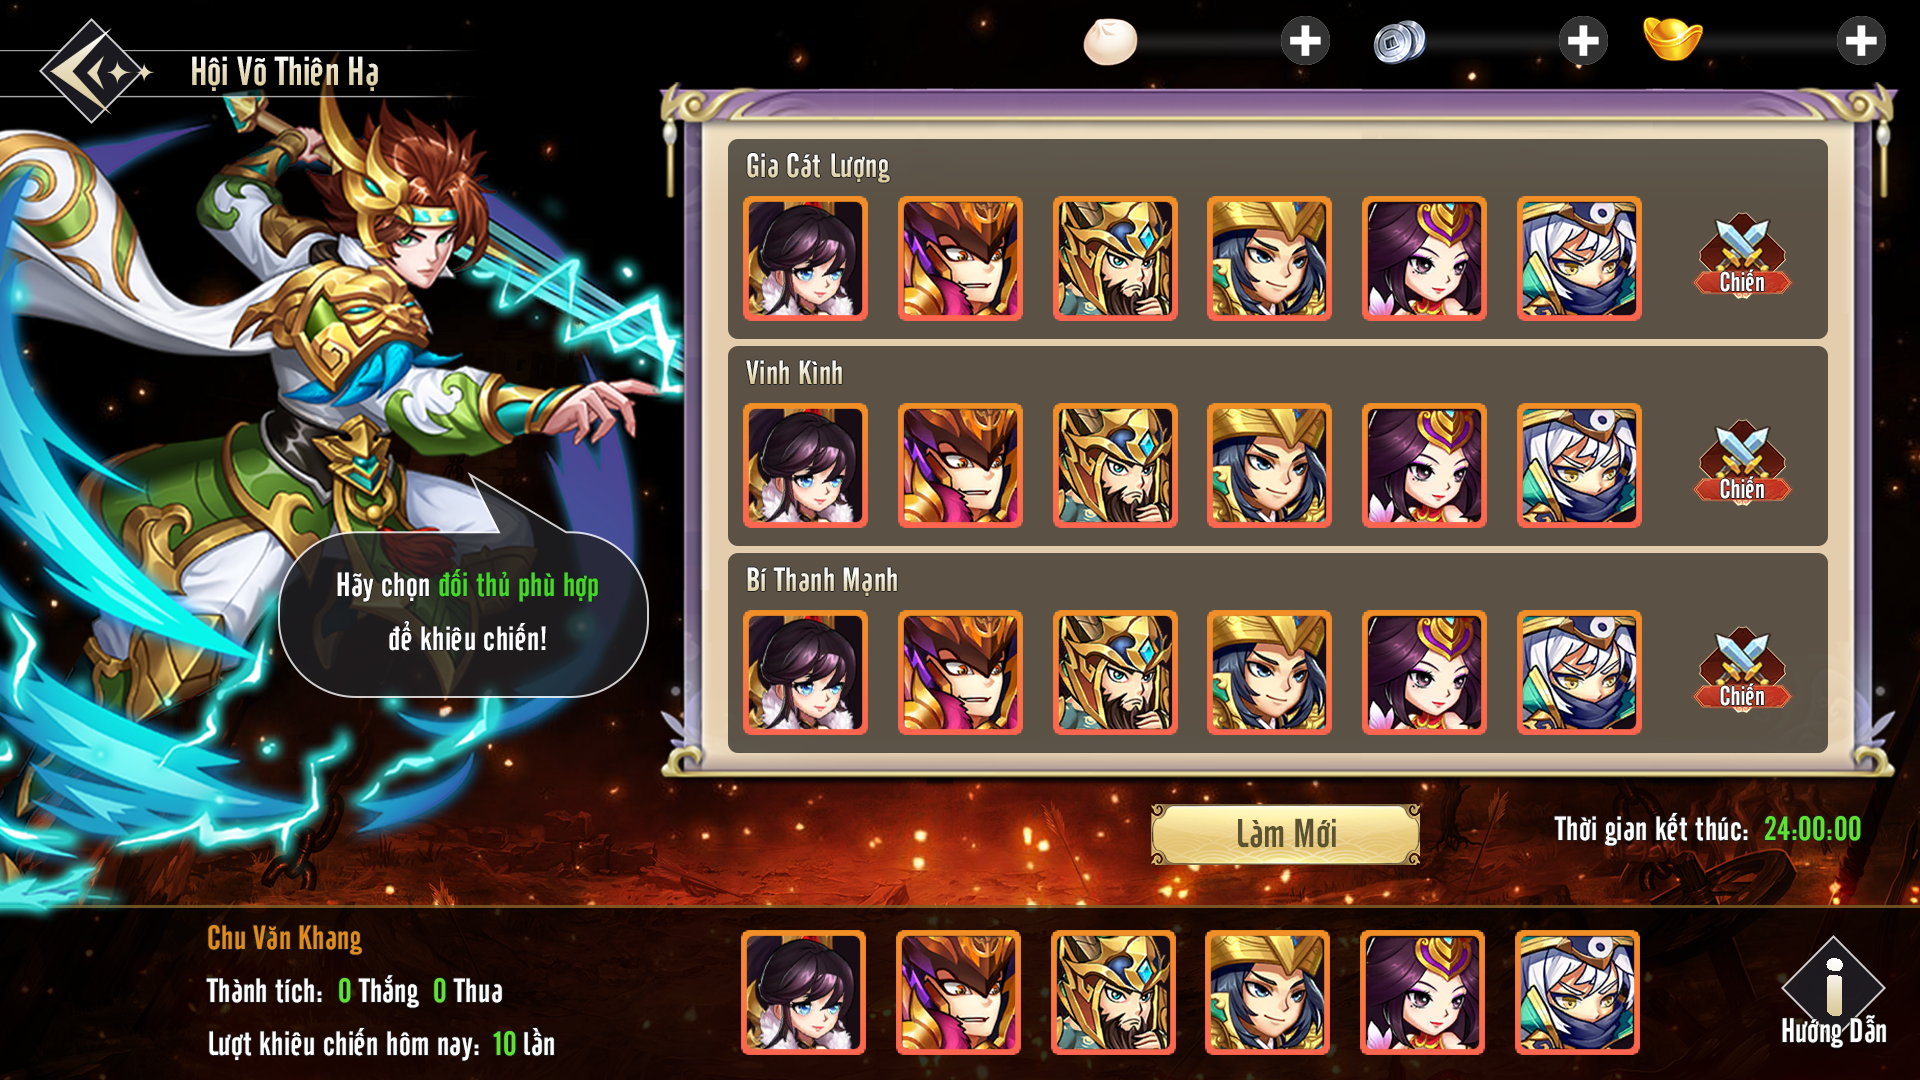 Hội Võ Thiên Hạ
Gia Cát Lượng
Chiến
Vinh Kình
Chiến
Bí Thanh Mạnh
Chiến
Hãy chọn đối thủ phù hợp
để khiêu chiến!
Làm Mới
Thời gian kết thúc: 24:00:00
Chu Văn Khang
Thành tích: 0 Thắng 0 Thua
Lượt khiêu chiến hôm nay: 10 lần
Hướng Dẫn